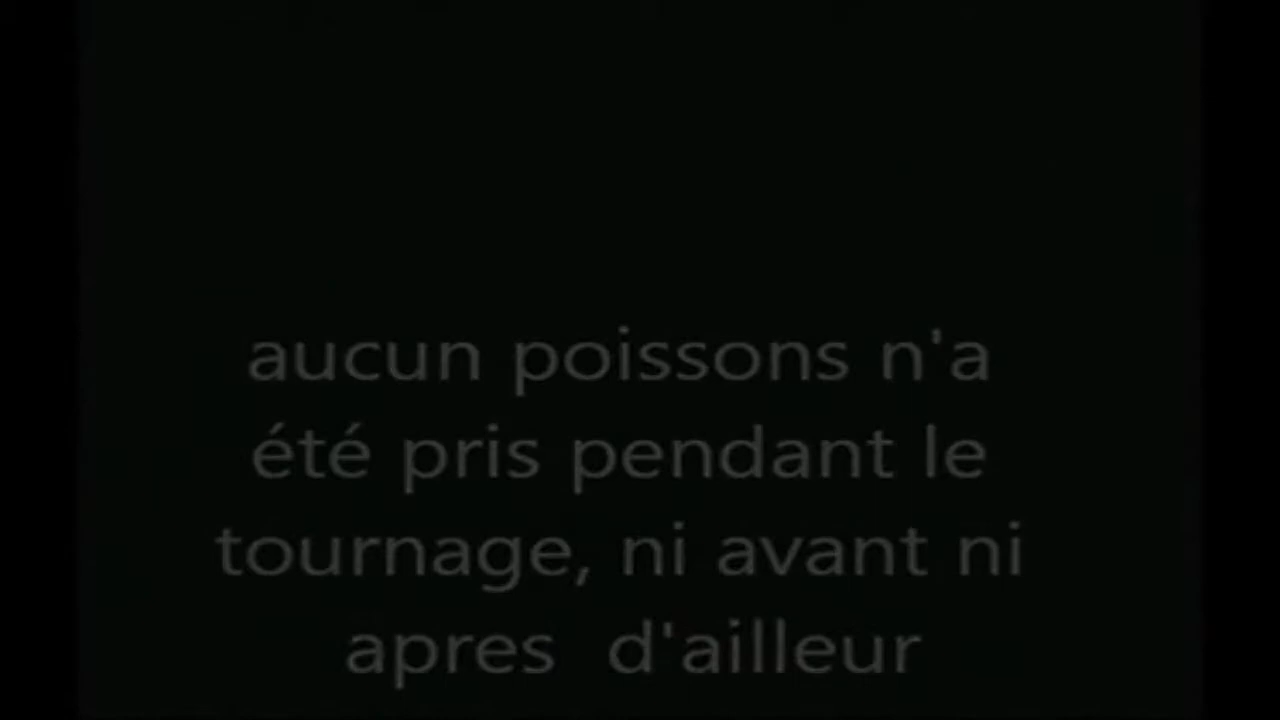 aucun poissons n'a
été pris pendant le
tournage, ni avant ni
apres d'ailleur